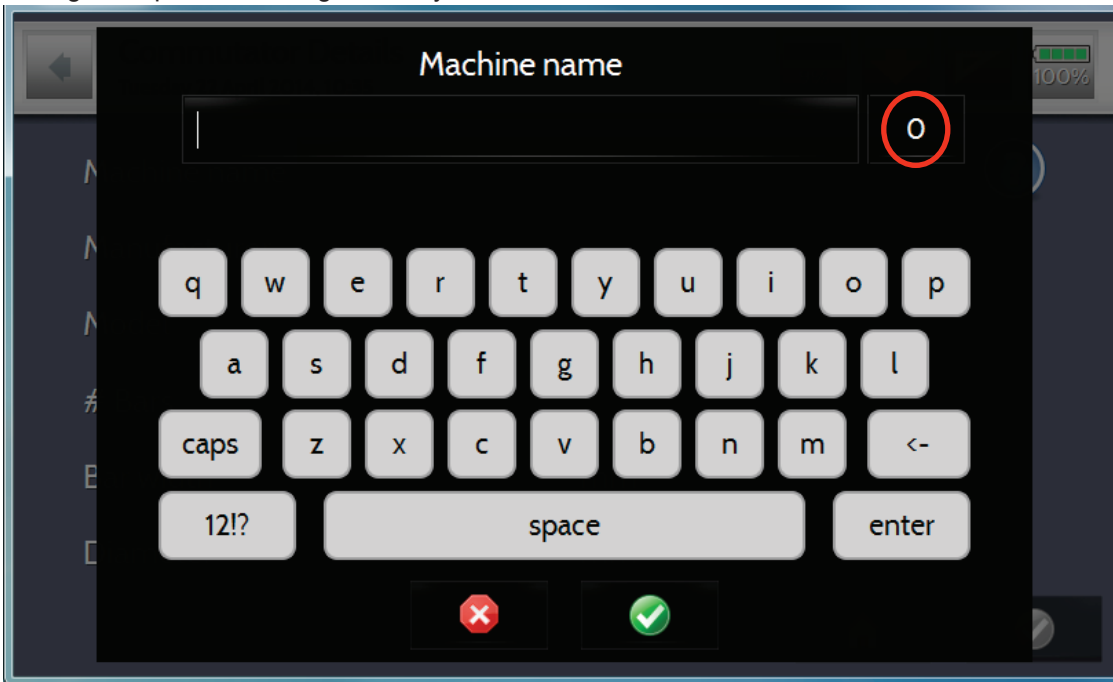 Machine name
100%
0
q w e r t y u i o p
a s d f g h j k l
caps z x c v b n m <-
12!? space enter